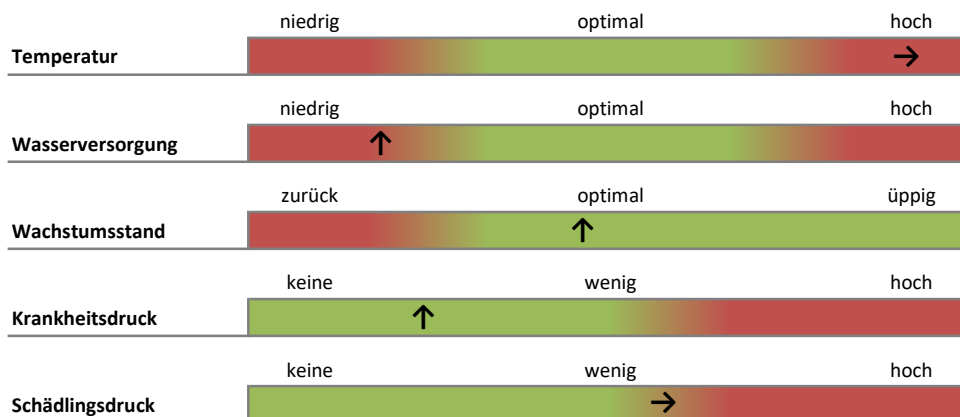 niedrig optimal hoch
Temperatur →
niedrig optimal hoch
Wasserversorgung ↑
zurück optimal üppig
Wachstumsstand ↑
keine wenig hoch
Krankheitsdruck ↑
keine wenig hoch
Schädlingsdruck →